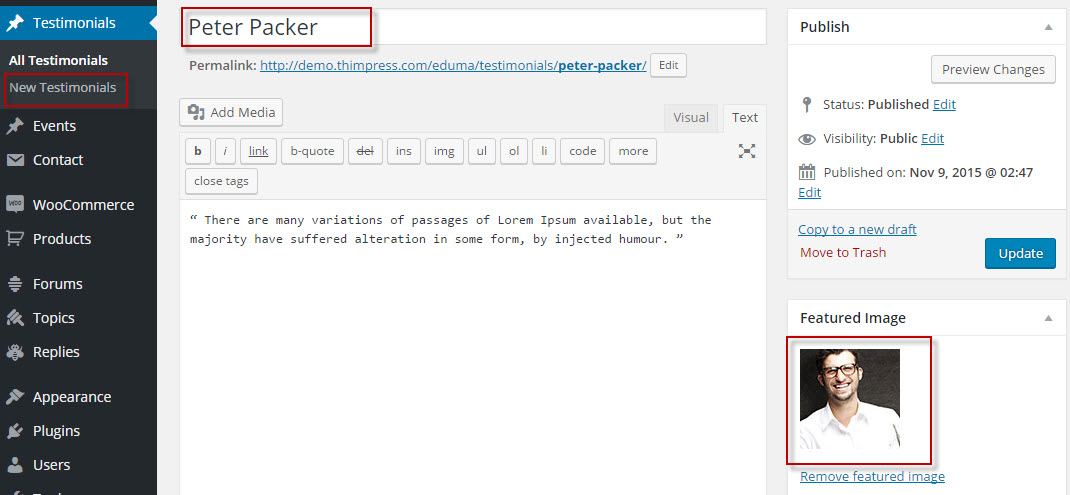 Testimonials
All Testimonials
New Testimonials
Events
Contact
WooCommerce
Products
Forums
Topics
Replies
Appearance
Plugins
Users
Peter Packer
Permalink: http://demo.thimpress.com/eduma/testimonials/peter-packer/ Edit
Add Media
Visual Text
b i link b-quote del ins img ul ol li code more
close tags
“ There are many variations of passages of Lorem Ipsum available, but the
majority have suffered alteration in some form, by injected humour. ”
Publish
Preview Changes
Status: Published Edit
Visibility: Public Edit
Published on: Nov 9, 2015 @ 02:47
Edit
Copy to a new draft
Move to Trash
Update
Featured Image
Remove featured image